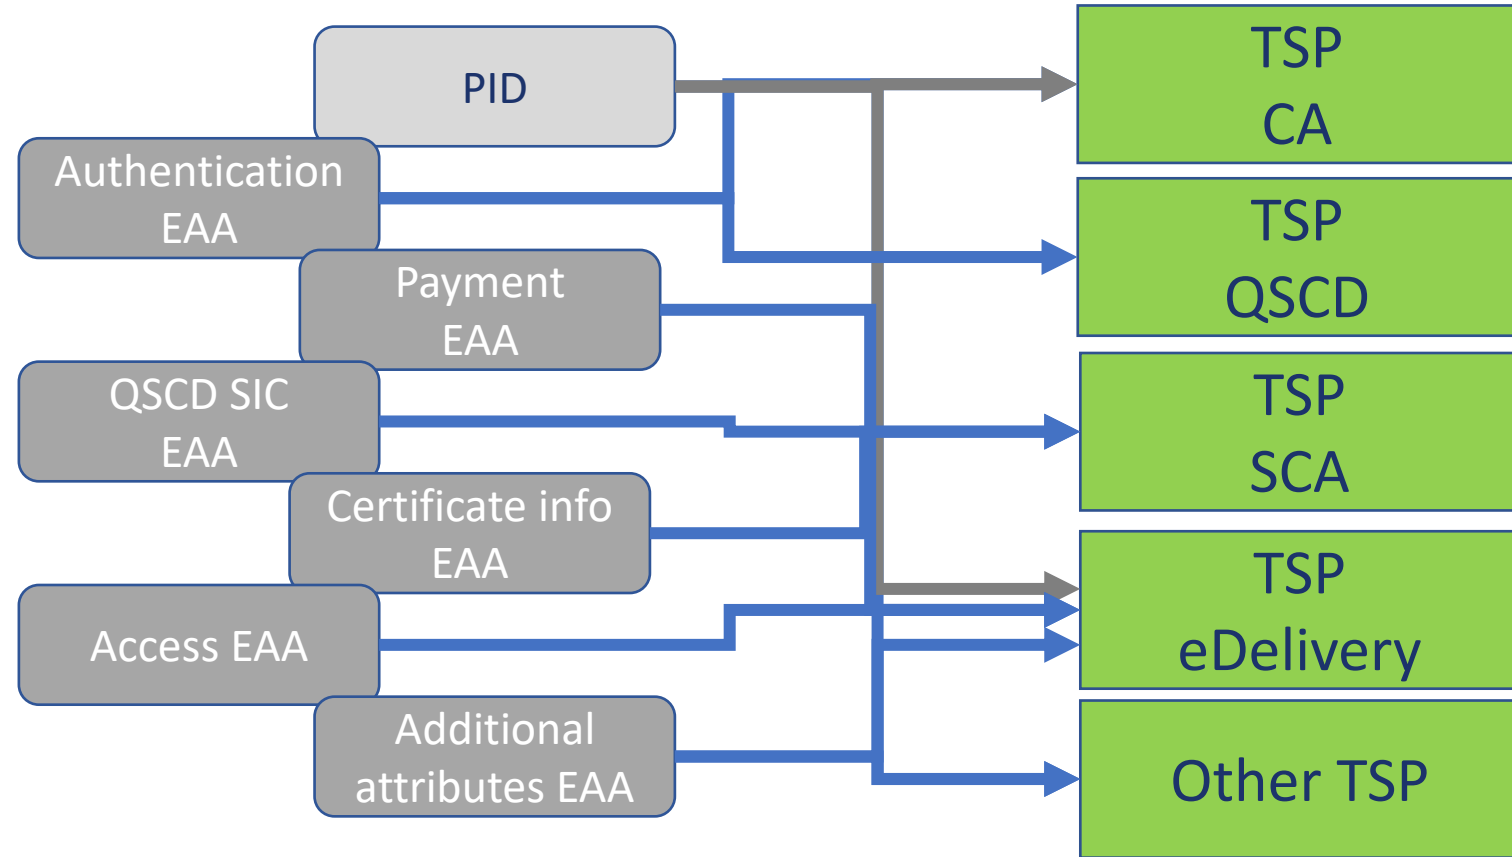 PID
Authentication
EAA
Payment
EAA
QSCD SIC
EAA
Certificate info
EAA
Access EAA
Additional
attributes EAA
TSP
CA
TSP
QSCD
TSP
SCA
TSP
eDelivery
Other TSP